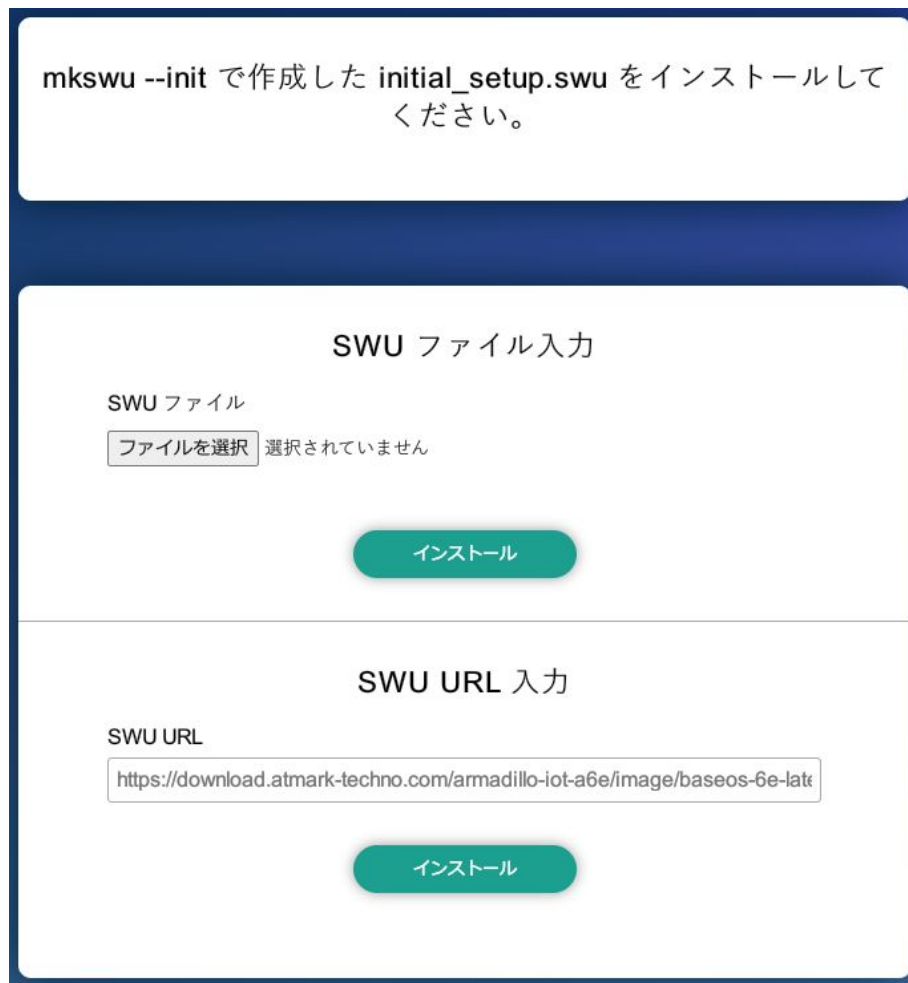 mkswu --init で作成した initial_setup.swu をインストールして
ください。
SWU ファイル入力
SWU ファイル
ファイルを選択 選択されていません
インストール
SWU URL 入力
SWU URL
https://download.atmark-techno.com/armadillo-iot-a6e/image/baseos-6e-late
インストール